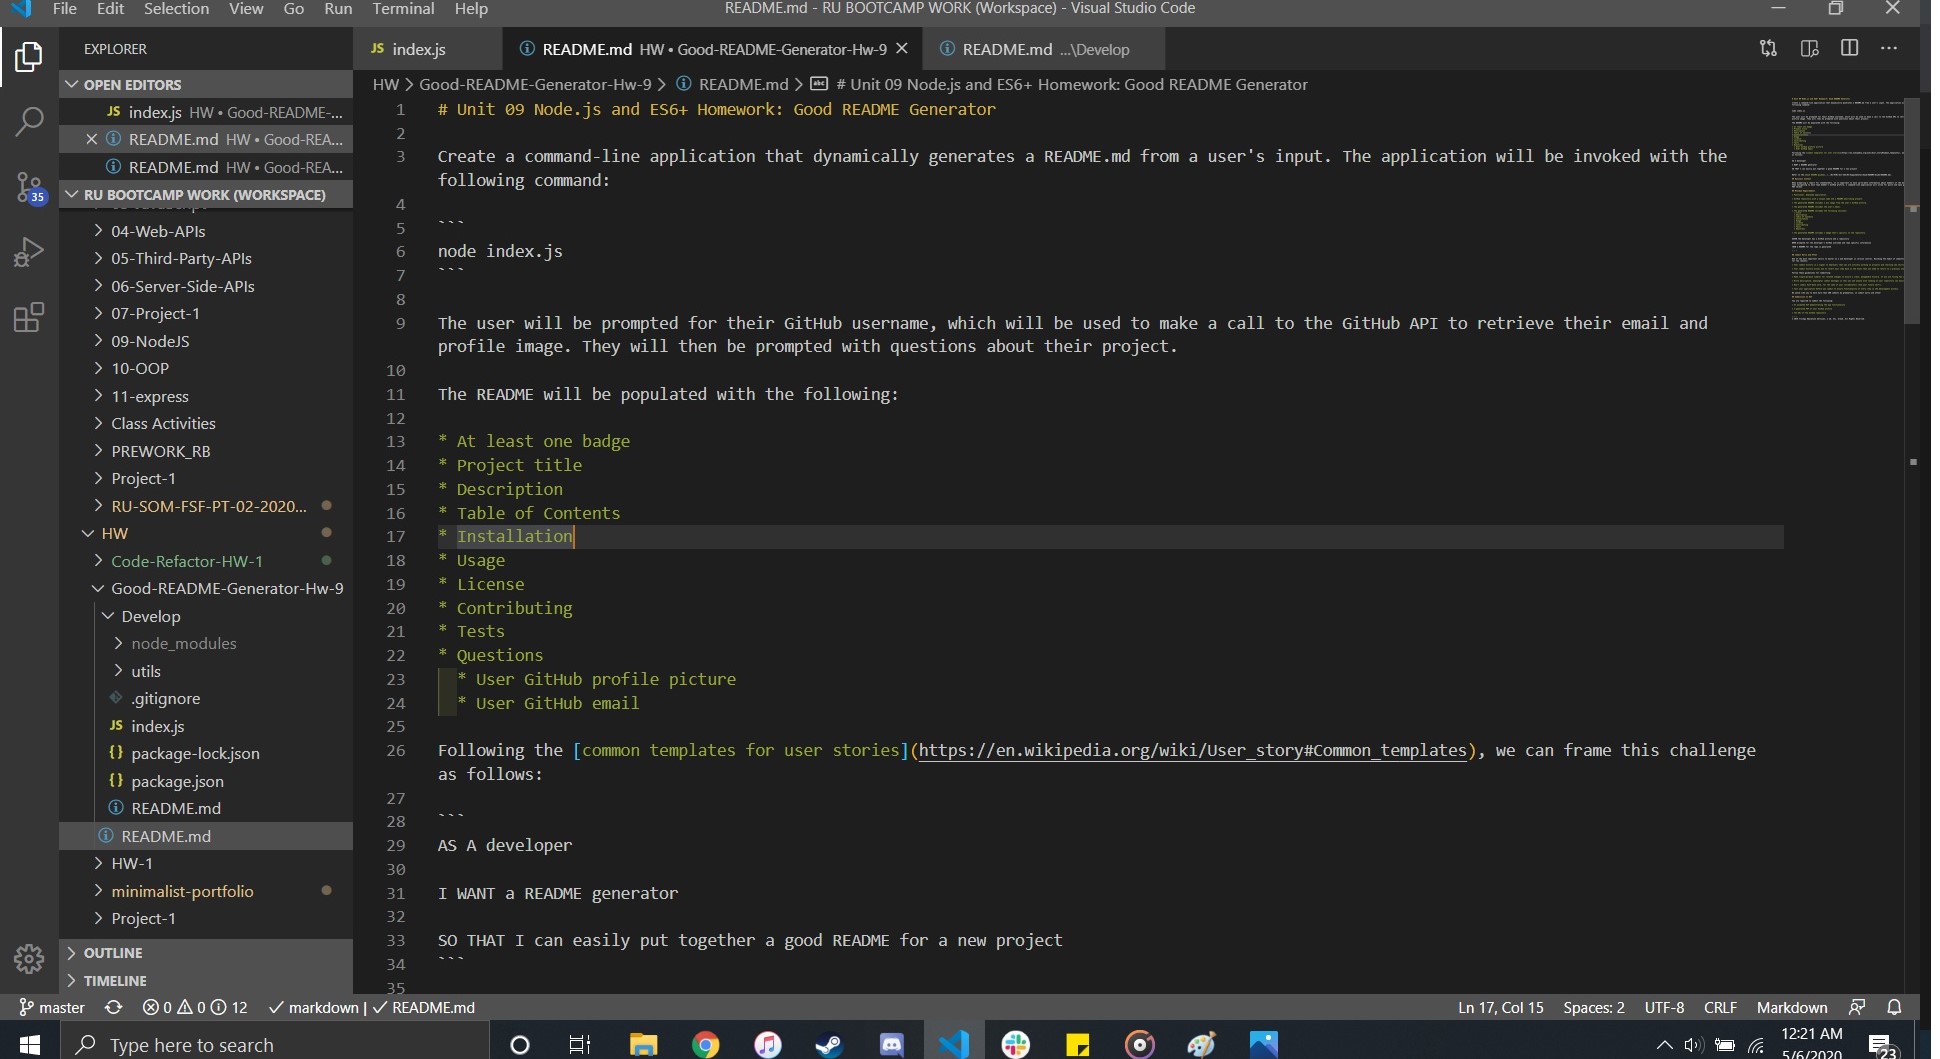 File Edit Selection View Go Run Terminal Help README.md - RU BOOTCAMP WORK (Workspace) - Visual Studio Code
EXPLORER
OPEN EDITORS
JS index.js HW • Good-README-...
README.md HW • Good-REA...
README.md HW • Good-REA...
35
RU BOOTCAMP WORK (WORKSPACE)
04-Web-APIs
05-Third-Party-APIs
06-Server-Side-APIs
07-Project-1
09-NodeJS
10-OOP
11-express
Class Activities
PREWORK_RB
Project-1
RU-SOM-FSF-PT-02-2020...
HW
Code-Refactor-HW-1
Good-README-Generator-Hw-9
Develop
node_modules
utils
.gitignore
JS index.js
{} package-lock.json
{} package.json
README.md
README.md
HW-1
minimalist-portfolio
Project-1
OUTLINE
TIMELINE
JS index.js README.md HW • Good-README-Generator-Hw-9 README.md ...\Develop
HW > Good-README-Generator-Hw-9 > README.md > # Unit 09 Node.js and ES6+ Homework: Good README Generator
1 # Unit 09 Node.js and ES6+ Homework: Good README Generator
2
3 Create a command-line application that dynamically generates a README.md from a user's input. The application will be invoked with the
following command:
4
5 ```
6 node index.js
7 ```
8
9 The user will be prompted for their GitHub username, which will be used to make a call to the GitHub API to retrieve their email and
profile image. They will then be prompted with questions about their project.
10
11 The README will be populated with the following:
12
13 * At least one badge
14 * Project title
15 * Description
16 * Table of Contents
17 * Installation
18 * Usage
19 * License
20 * Contributing
21 * Tests
22 * Questions
23 * User GitHub profile picture
24 * User GitHub email
25
26 Following the [common templates for user stories](https://en.wikipedia.org/wiki/User_story#Common_templates), we can frame this challenge
as follows:
27
28 ```
29 AS A developer
30
31 I WANT a README generator
32
33 SO THAT I can easily put together a good README for a new project
34 ```
35
master 0 0 12 markdown | README.md Ln 17, Col 15 Spaces: 2 UTF-8 CRLF Markdown
Type here to search
12:21 AM
5/6/2020
23